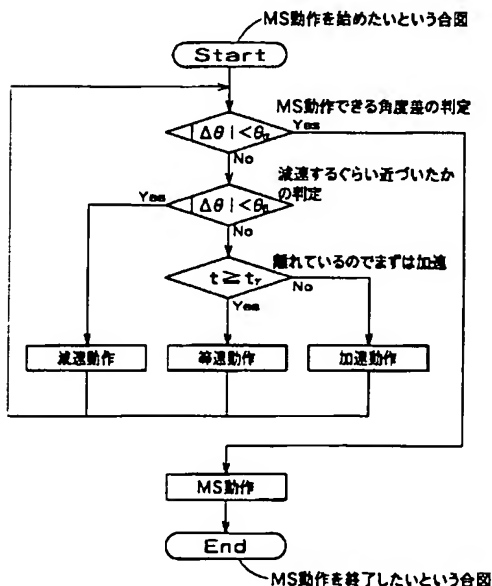 MS動作を始めたいという合図
Start
MS動作できる角度差の判定
Yes
|Δθ|<θ
No
減速するぐらい近づいたか
の判定
Yes
|Δθ|<θ
No
離れているのでまずは加速
t≧tr
No
Yes
減速動作
等速動作
加速動作
MS動作
End
MS動作を終了したいという合図